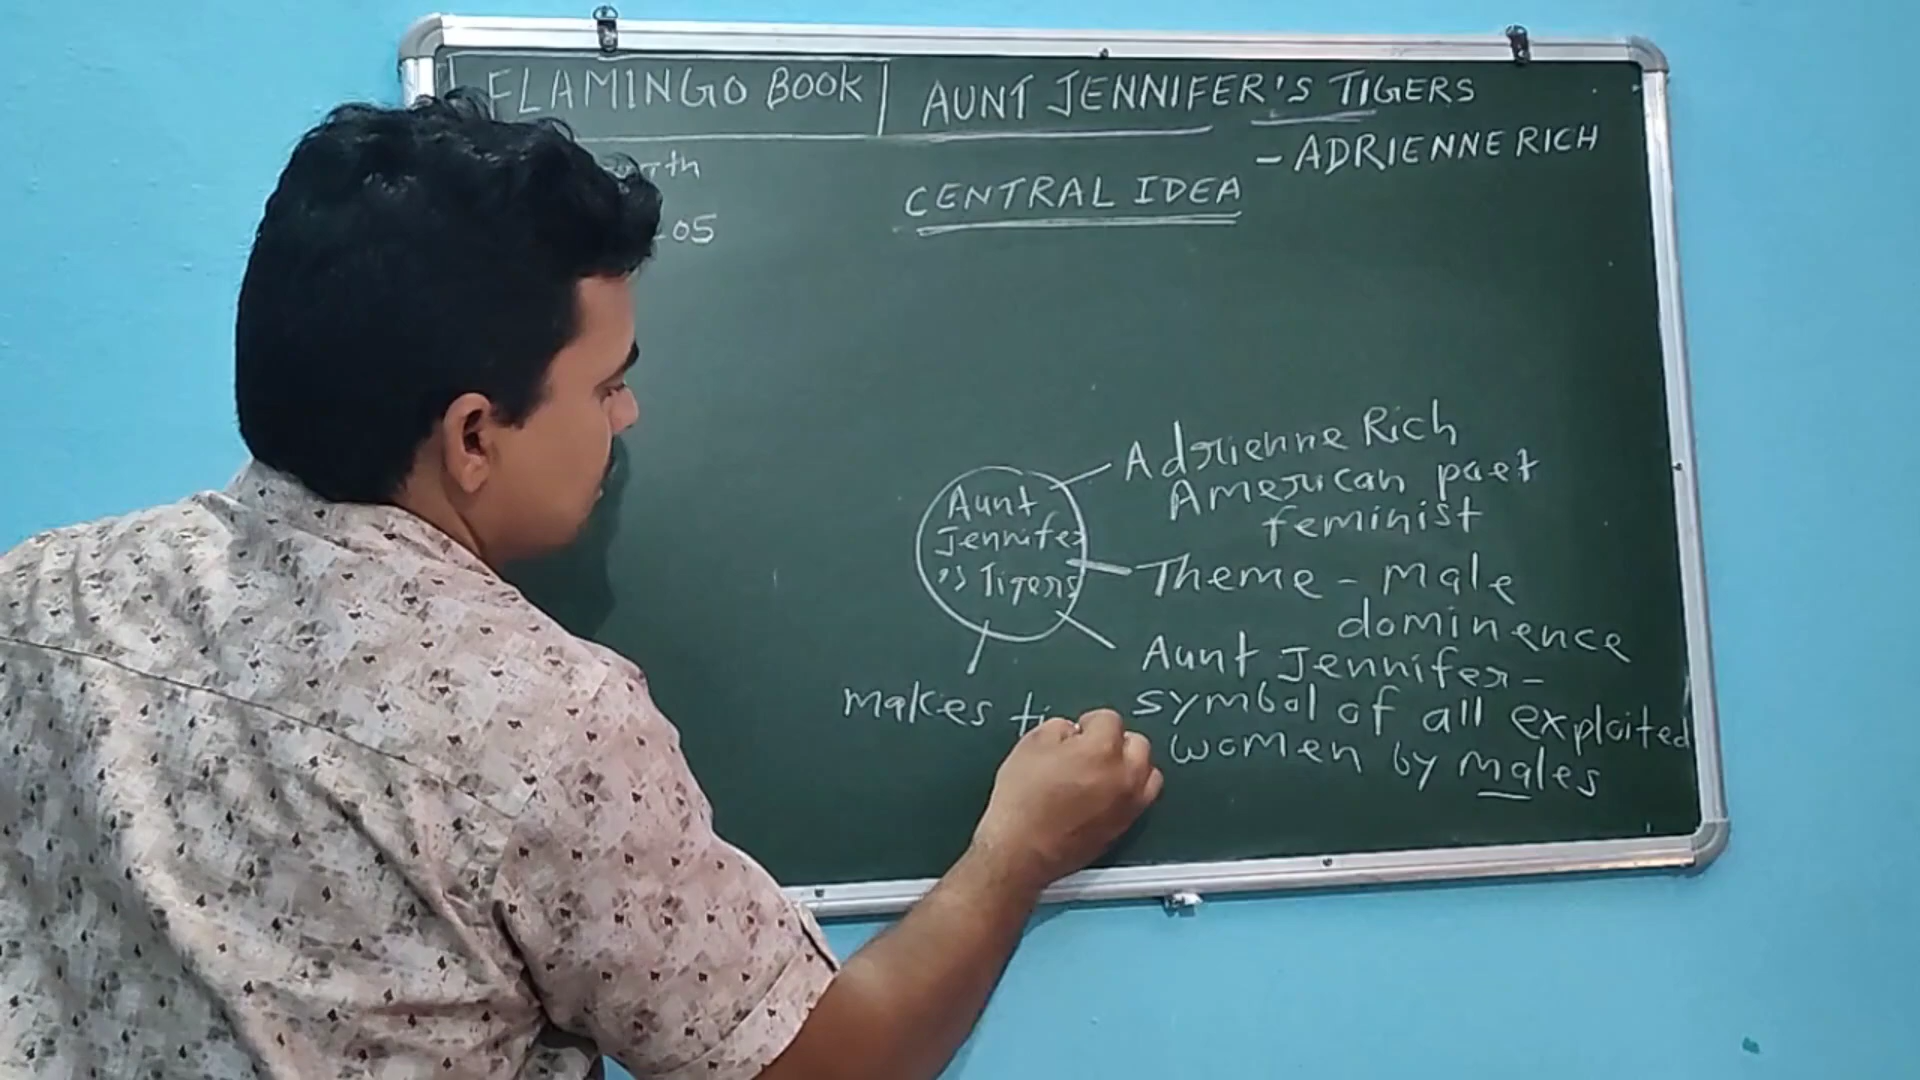 FLAMINGO BOOK
AUNT JENNIFER'S TIGERS
- ADRIENNE RICH
05
CENTRAL IDEA
Aunt
Jennifer
's Tigers
Adrienne Rich
American poet
feminist
Theme - Male
dominence
Aunt Jennifer -
symbol of all exploited
women by males
makes